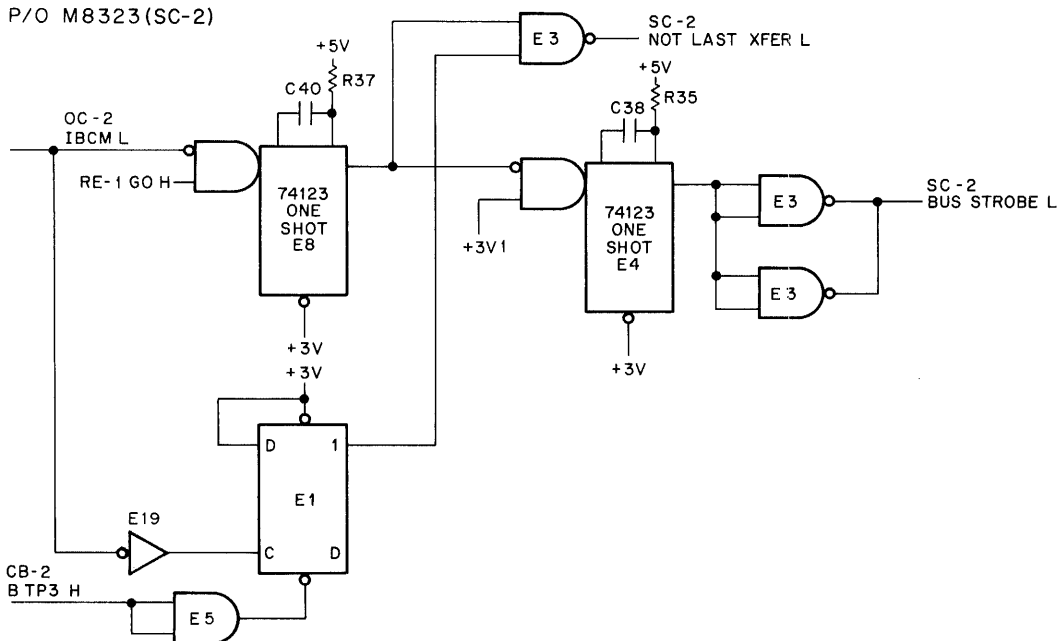 P/O M8323(SC-2)
SC-2
NOT LAST XFER L
E3
+5V
R37
C40
+5V
R35
C38
OC-2
IBCM L
RE-1 GO H
74123
ONE
SHOT
E8
+3V1
74123
ONE
SHOT
E4
E3
SC-2
BUS STROBE L
E3
+3V
+3V
+3V
D
1
E1
E19
C
D
CB-2
B TP3 H
E5